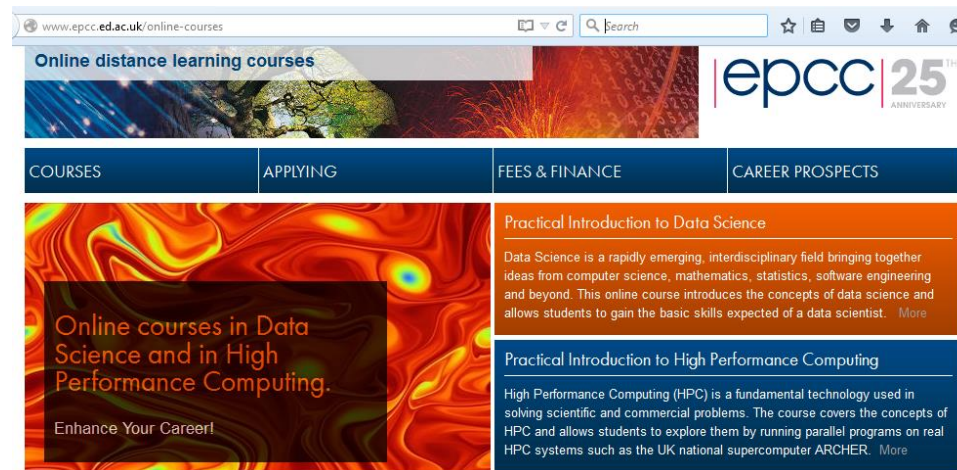 www.epcc.ed.ac.uk/online-courses
Search
Online distance learning courses
epcc 25TH
ANNIVERSARY
COURSES
APPLYING
FEES & FINANCE
CAREER PROSPECTS
Online courses in Data
Science and in High
Performance Computing.
Enhance Your Career!
Practical Introduction to Data Science
Data Science is a rapidly emerging, interdisciplinary field bringing together
ideas from computer science, mathematics, statistics, software engineering
and beyond. This online course introduces the concepts of data science and
allows students to gain the basic skills expected of a data scientist. More
Practical Introduction to High Performance Computing
High Performance Computing (HPC) is a fundamental technology used in
solving scientific and commercial problems. The course covers the concepts of
HPC and allows students to explore them by running parallel programs on real
HPC systems such as the UK national supercomputer ARCHER. More